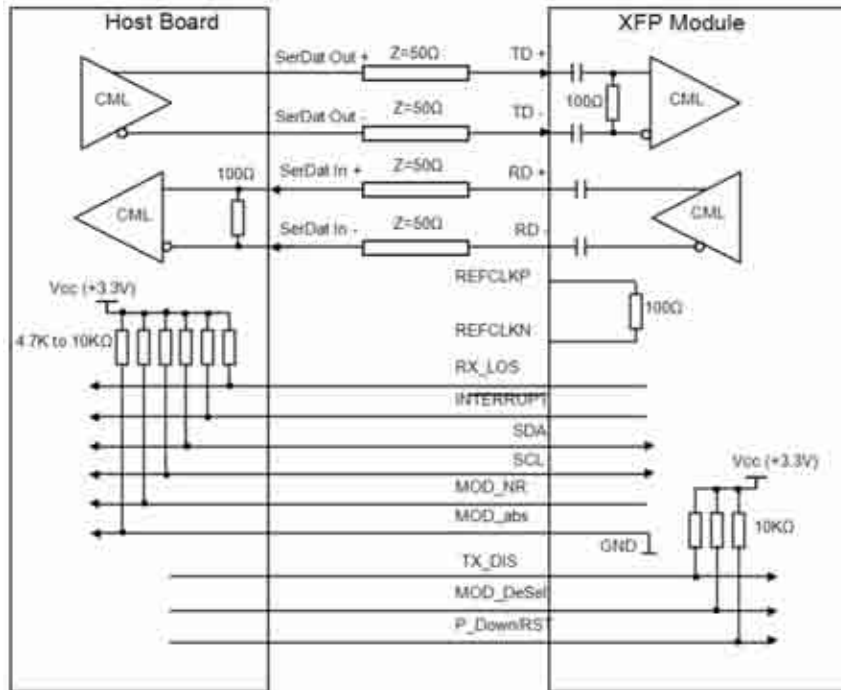 Host Board
XFP Module
SerDat Out +
Z=50Ω
TD +
CML
100Ω
CML
SerDat Out -
Z=50Ω
TD -
100Ω
SerDat In +
Z=50Ω
RD +
CML
CML
SerDat In -
Z=50Ω
RD -
REFCLKP
Vcc (+3.3V)
100Ω
4.7K to 10KΩ
REFCLKN
RX_LOS
INTERRUPT
SDA
SCL
Vcc (+3.3V)
MOD_NR
MOD_abs
10KΩ
GND
TX_DIS
MOD_DeSel
P_Down/RST